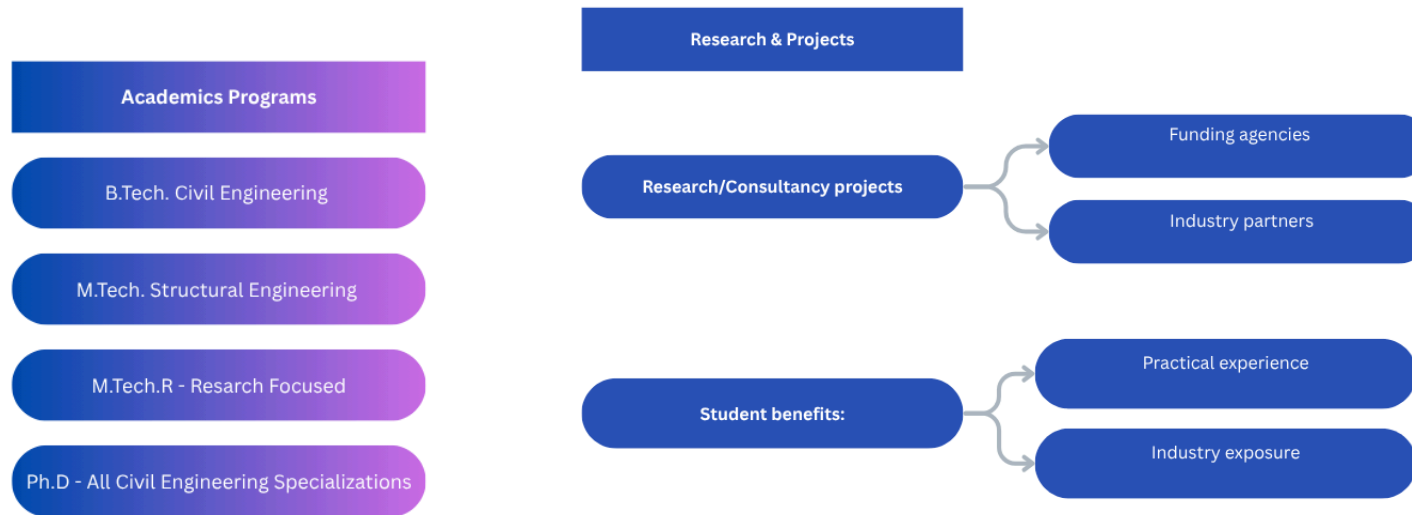 Academics Programs
B.Tech. Civil Engineering
M.Tech. Structural Engineering
M.Tech.R - Resarch Focused
Ph.D - All Civil Engineering Specializations
Research & Projects
Research/Consultancy projects
Funding agencies
Industry partners
Student benefits:
Practical experience
Industry exposure